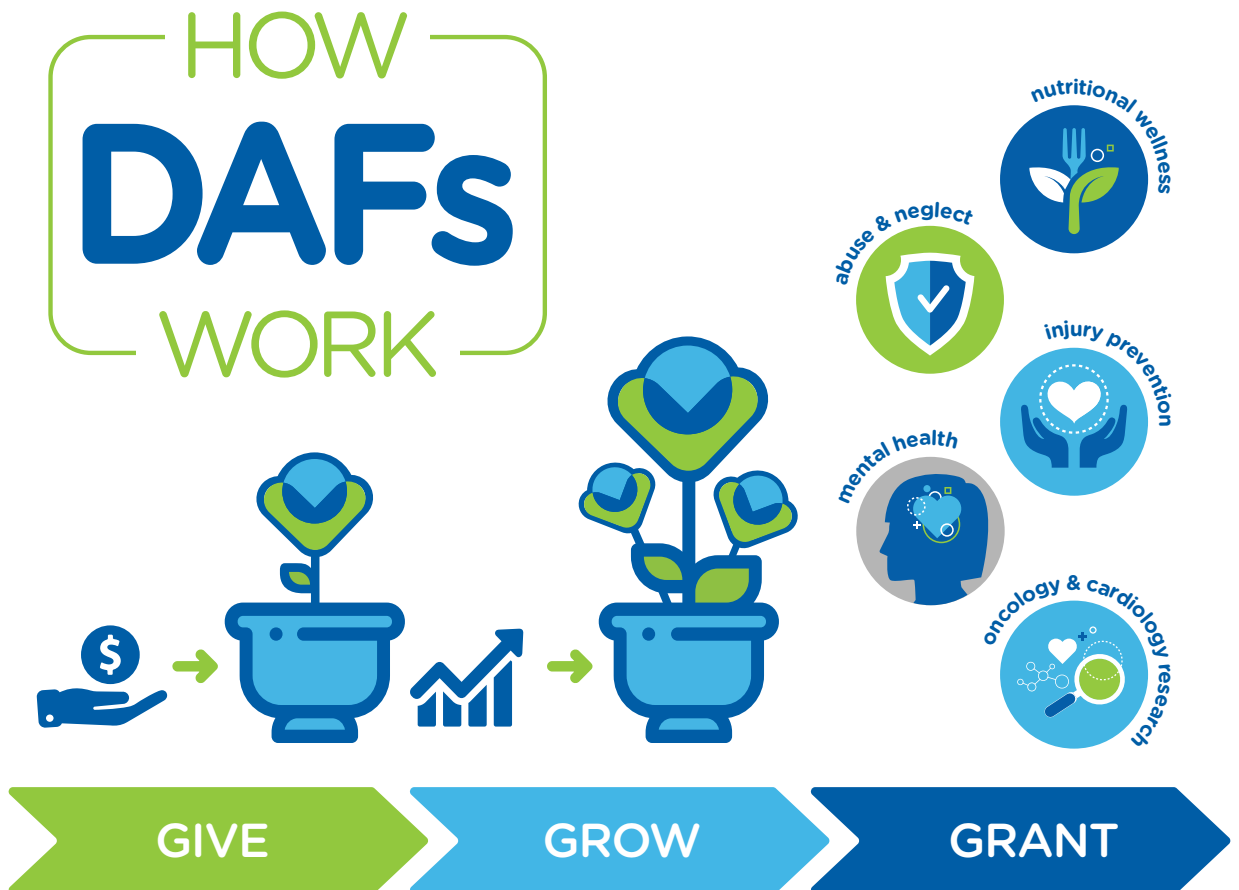 HOW
DAFs
WORK
nutritional wellness
abuse & neglect
injury prevention
mental health
oncology & cardiology research
$
GIVE
GROW
GRANT